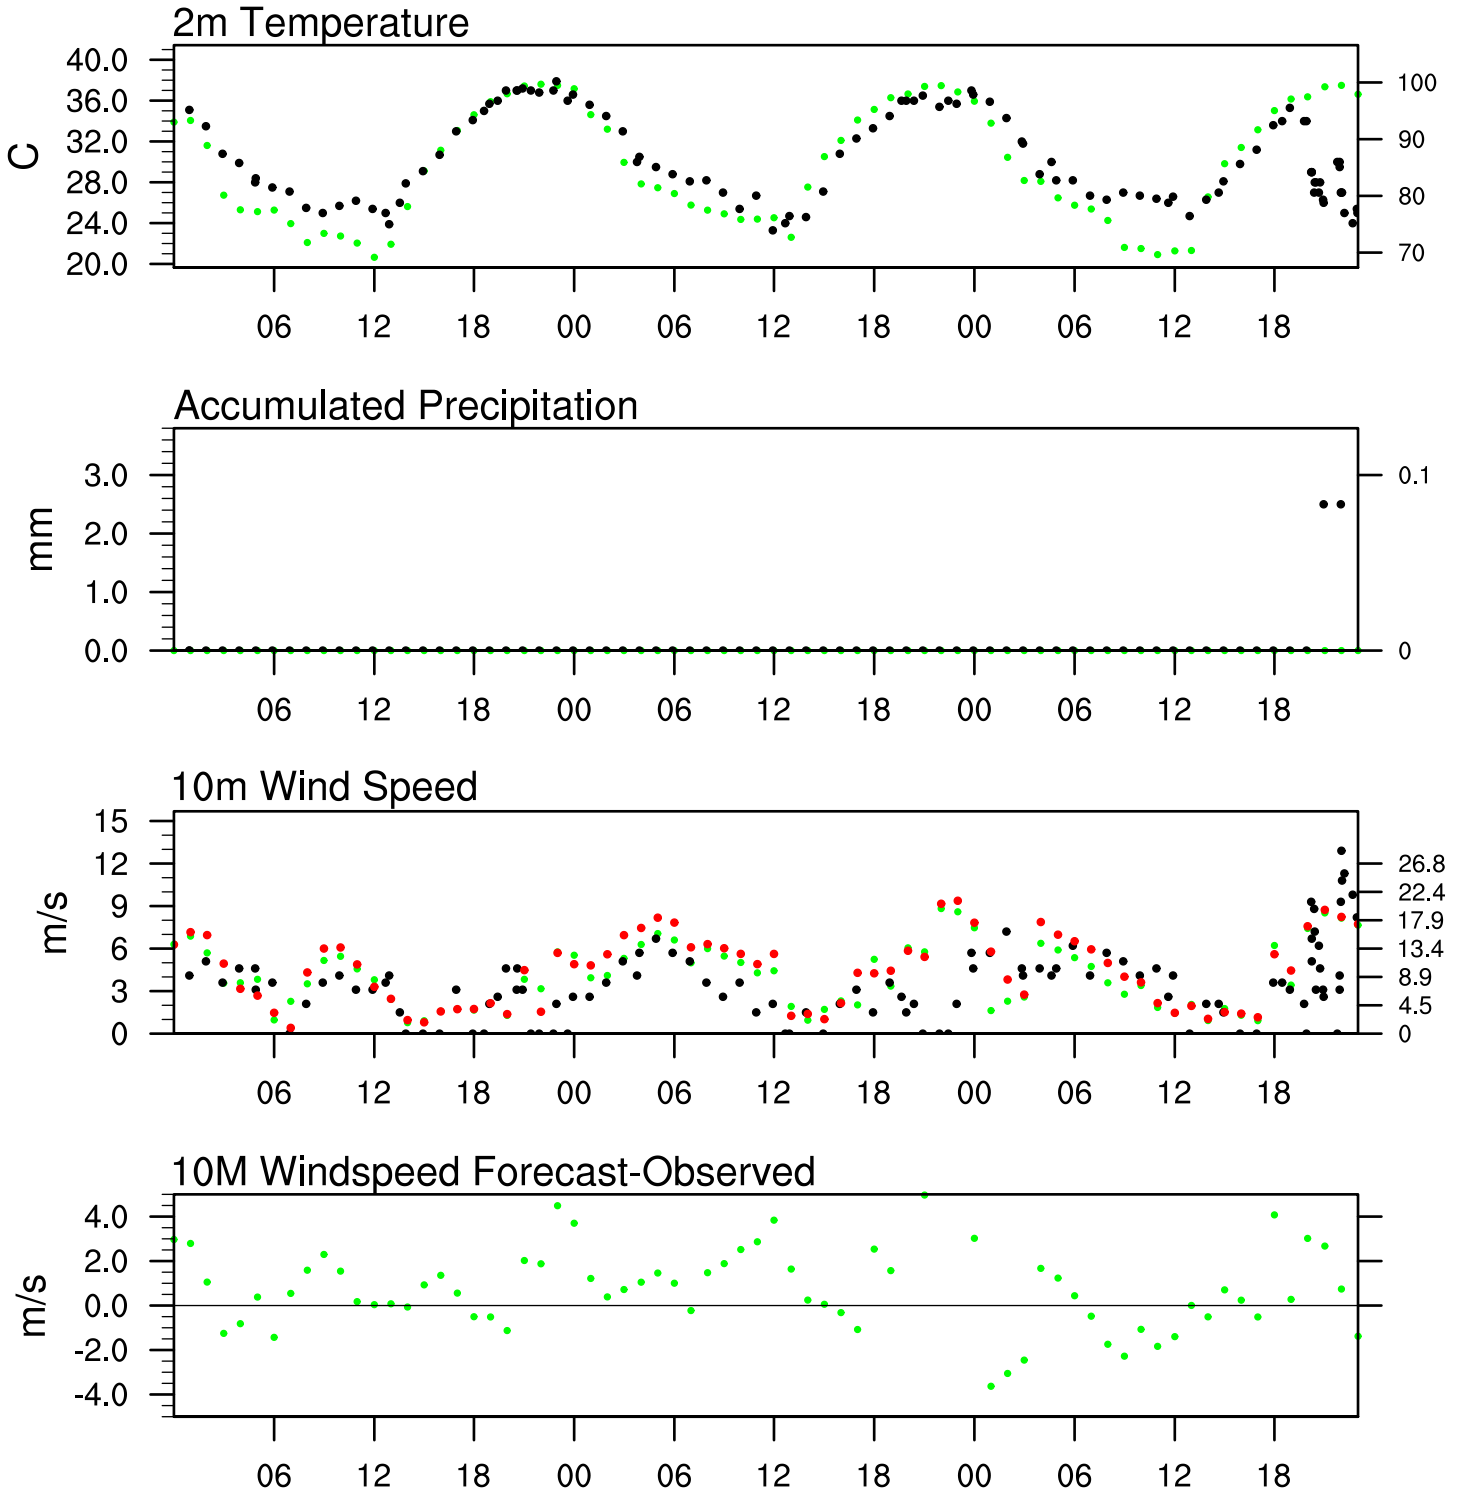 2m Temperature
40.0
36.0
32.0
28.0
24.0
20.0
C
100
90
80
70
06 12 18 00 06 12 18 00 06 12 18
Accumulated Precipitation
3.0
2.0
1.0
0.0
mm
0.1
0
06 12 18 00 06 12 18 00 06 12 18
10m Wind Speed
15
12
9
6
3
0
m/s
26.8
22.4
17.9
13.4
8.9
4.5
0
06 12 18 00 06 12 18 00 06 12 18
10M Windspeed Forecast-Observed
4.0
2.0
0.0
-2.0
-4.0
m/s
06 12 18 00 06 12 18 00 06 12 18